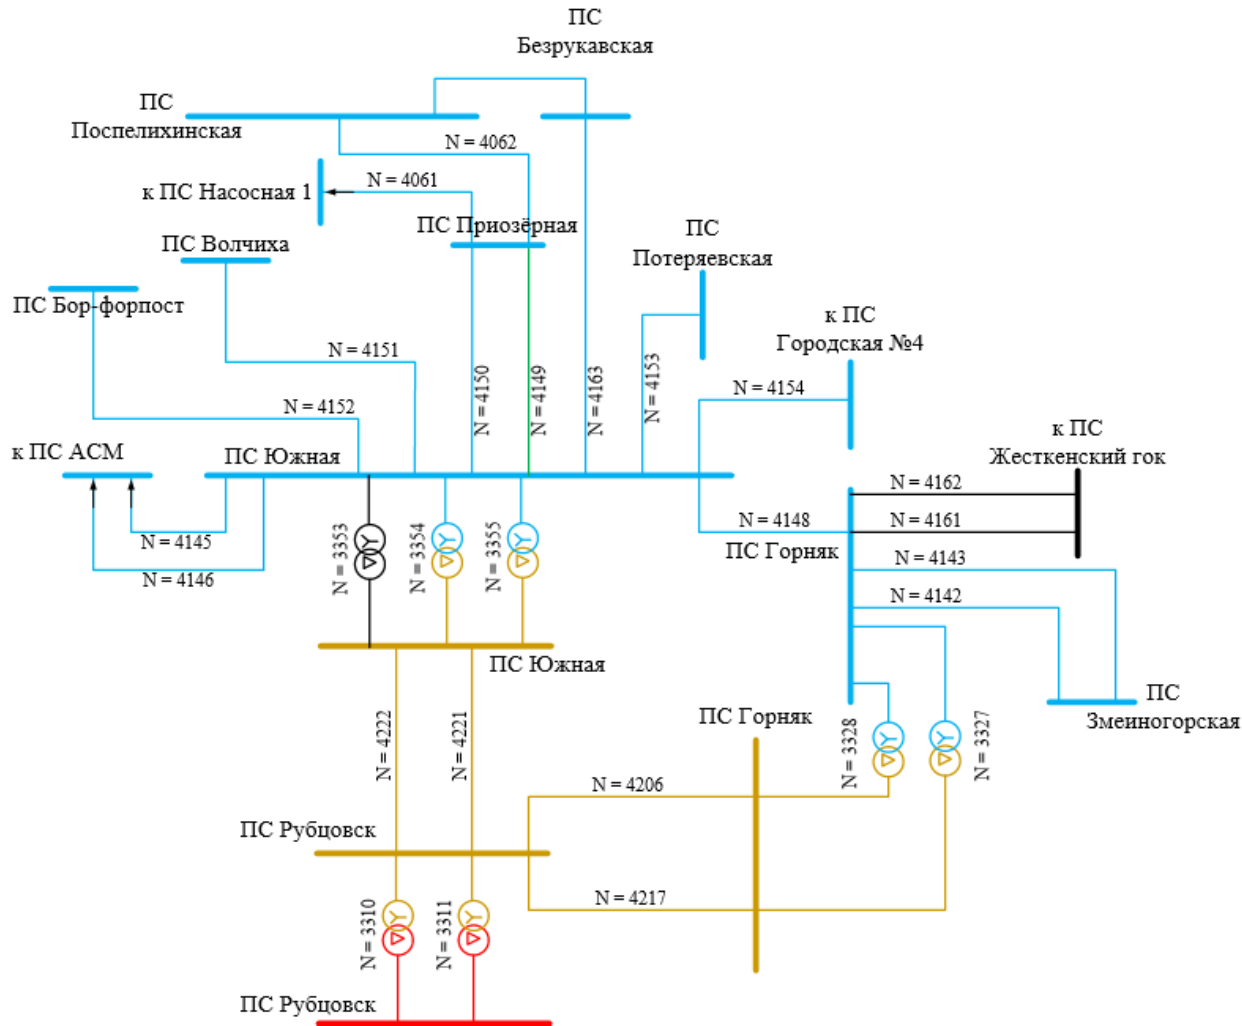 ПС
Безрукавская
ПС
Поспелихинская
N = 4062
к ПС Насосная 1
N = 4061
ПС Приозёрная
ПС Волчиха
ПС
Потеряевская
ПС Бор-форпост
к ПС
Городская №4
N = 4151
N = 4150
N = 4149
N = 4163
N = 4153
N = 4154
N = 4152
к ПС
Жесткенский гок
к ПС АСМ
ПС Южная
N = 4162
N = 4161
N = 4148
ПС Горняк
N = 4145
N = 4146
N = 3353
N = 3354
N = 3355
N = 4143
N = 4142
ПС Южная
ПС
Змеиногорская
ПС Горняк
N = 4222
N = 4221
N = 3328
N = 3327
N = 4206
ПС Рубцовск
N = 4217
N = 3310
N = 3311
ПС Рубцовск